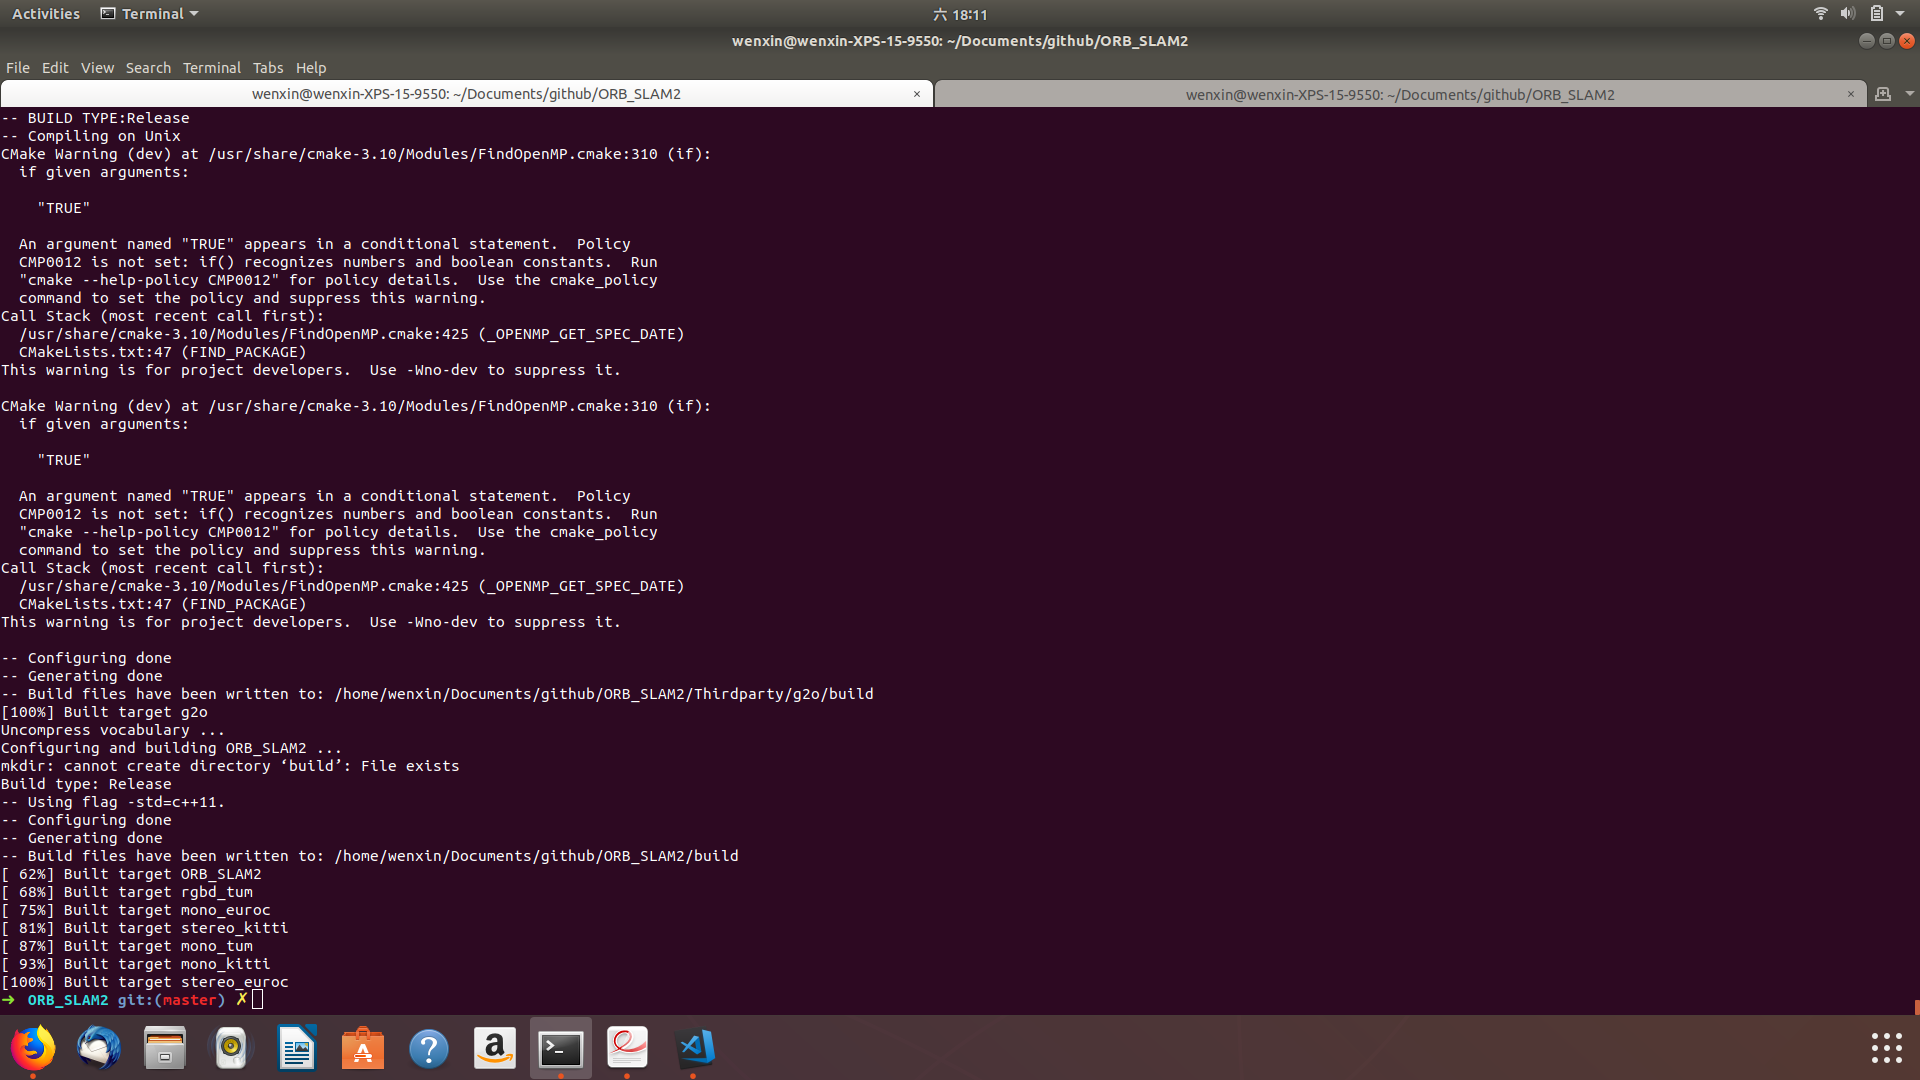 Activities Terminal 六 18:11
wenxin@wenxin-XPS-15-9550: ~/Documents/github/ORB_SLAM2
File Edit View Search Terminal Tabs Help
wenxin@wenxin-XPS-15-9550: ~/Documents/github/ORB_SLAM2 × wenxin@wenxin-XPS-15-9550: ~/Documents/github/ORB_SLAM2 ×
-- BUILD TYPE:Release
-- Compiling on Unix
CMake Warning (dev) at /usr/share/cmake-3.10/Modules/FindOpenMP.cmake:310 (if):
  if given arguments:
    "TRUE"
  An argument named "TRUE" appears in a conditional statement.  Policy
  CMP0012 is not set: if() recognizes numbers and boolean constants.  Run
  "cmake --help-policy CMP0012" for policy details.  Use the cmake_policy
  command to set the policy and suppress this warning.
Call Stack (most recent call first):
  /usr/share/cmake-3.10/Modules/FindOpenMP.cmake:425 (_OPENMP_GET_SPEC_DATE)
  CMakeLists.txt:47 (FIND_PACKAGE)
This warning is for project developers.  Use -Wno-dev to suppress it.
CMake Warning (dev) at /usr/share/cmake-3.10/Modules/FindOpenMP.cmake:310 (if):
  if given arguments:
    "TRUE"
  An argument named "TRUE" appears in a conditional statement.  Policy
  CMP0012 is not set: if() recognizes numbers and boolean constants.  Run
  "cmake --help-policy CMP0012" for policy details.  Use the cmake_policy
  command to set the policy and suppress this warning.
Call Stack (most recent call first):
  /usr/share/cmake-3.10/Modules/FindOpenMP.cmake:425 (_OPENMP_GET_SPEC_DATE)
  CMakeLists.txt:47 (FIND_PACKAGE)
This warning is for project developers.  Use -Wno-dev to suppress it.
-- Configuring done
-- Generating done
-- Build files have been written to: /home/wenxin/Documents/github/ORB_SLAM2/Thirdparty/g2o/build
[100%] Built target g2o
Uncompress vocabulary ...
Configuring and building ORB_SLAM2 ...
mkdir: cannot create directory ‘build’: File exists
Build type: Release
-- Using flag -std=c++11.
-- Configuring done
-- Generating done
-- Build files have been written to: /home/wenxin/Documents/github/ORB_SLAM2/build
[ 62%] Built target ORB_SLAM2
[ 68%] Built target rgbd_tum
[ 75%] Built target mono_euroc
[ 81%] Built target stereo_kitti
[ 87%] Built target mono_tum
[ 93%] Built target mono_kitti
[100%] Built target stereo_euroc
➜  ORB_SLAM2 git:(master) ✗